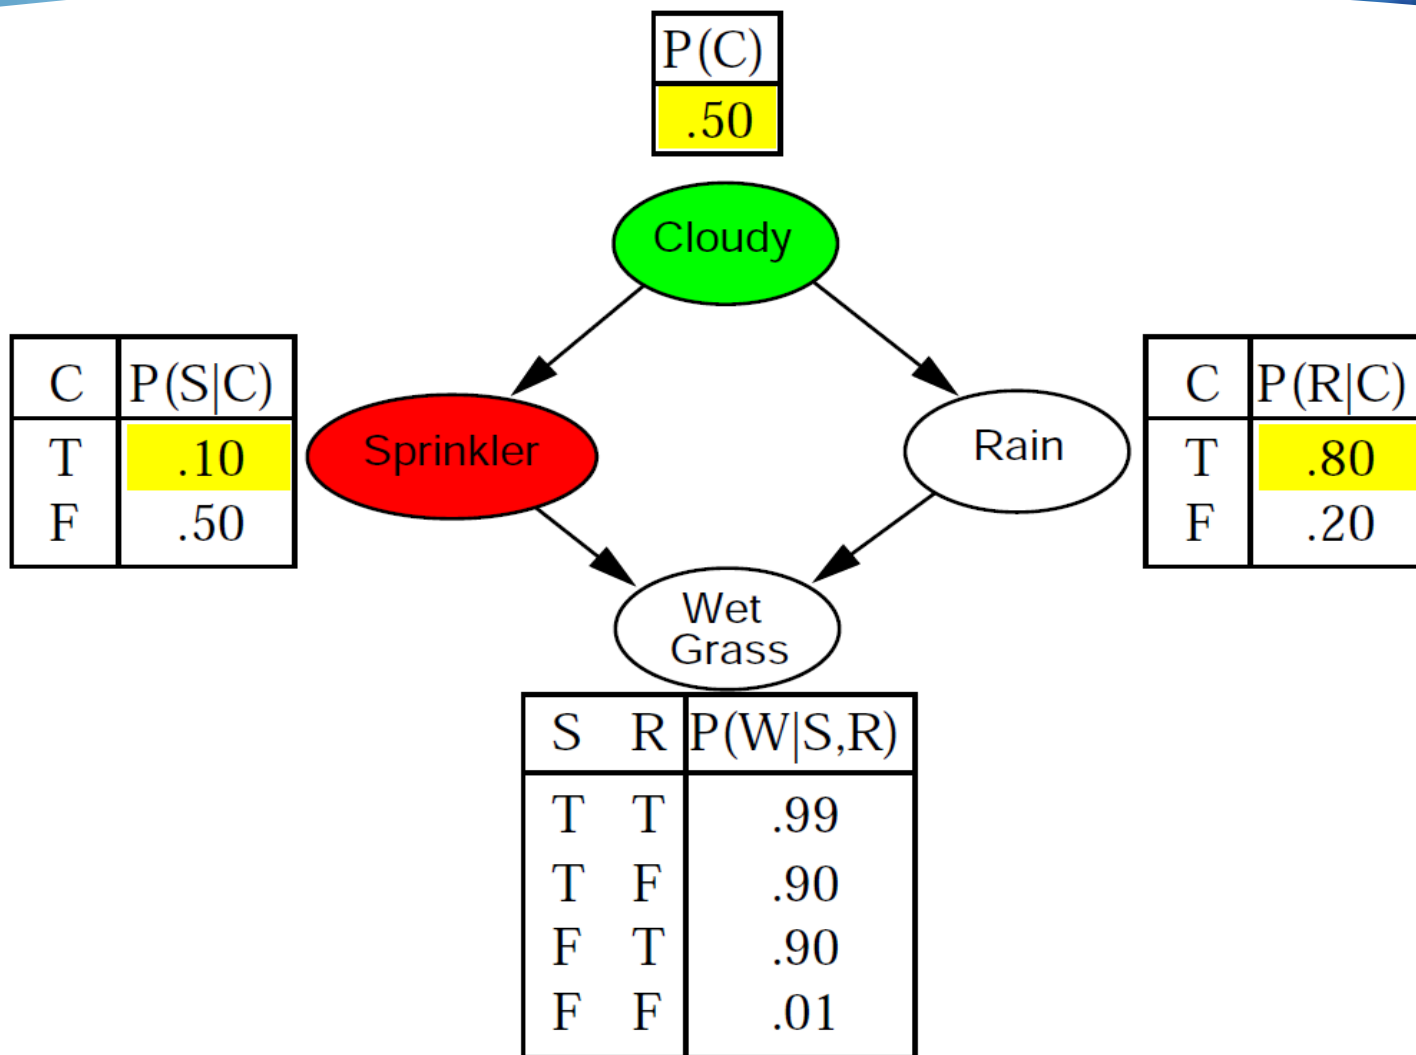 P(C)
.50
Cloudy
C P(S|C)
T .10
F .50
Sprinkler
Rain
C P(R|C)
T .80
F .20
Wet
Grass
S R P(W|S,R)
T T .99
T F .90
F T .90
F F .01